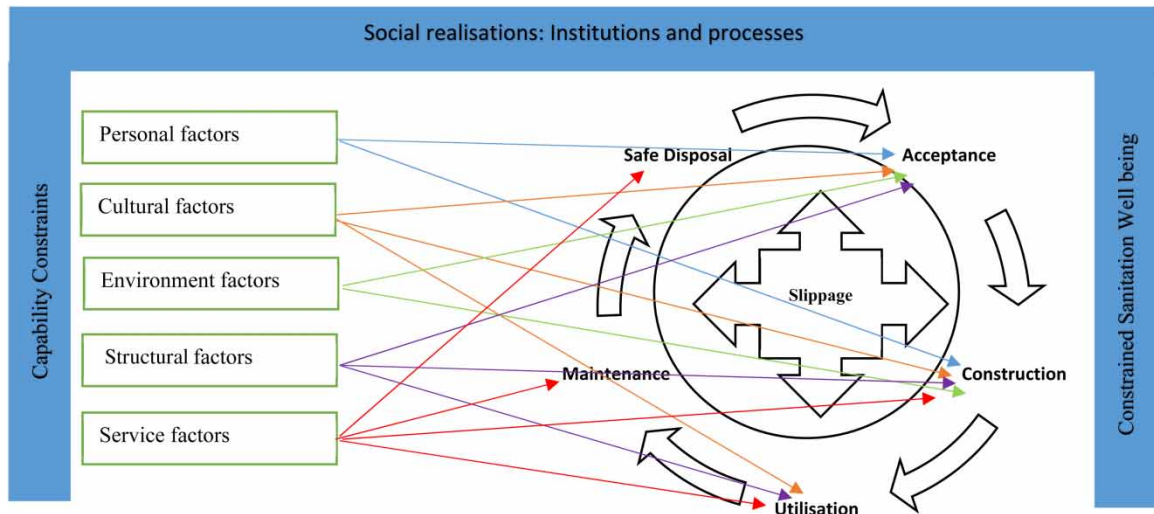 Social realisations: Institutions and processes
Capability Constraints
Personal factors
Cultural factors
Environment factors
Structural factors
Service factors
Safe Disposal
Acceptance
Slippage
Maintenance
Construction
Utilisation
Constrained Sanitation Well being